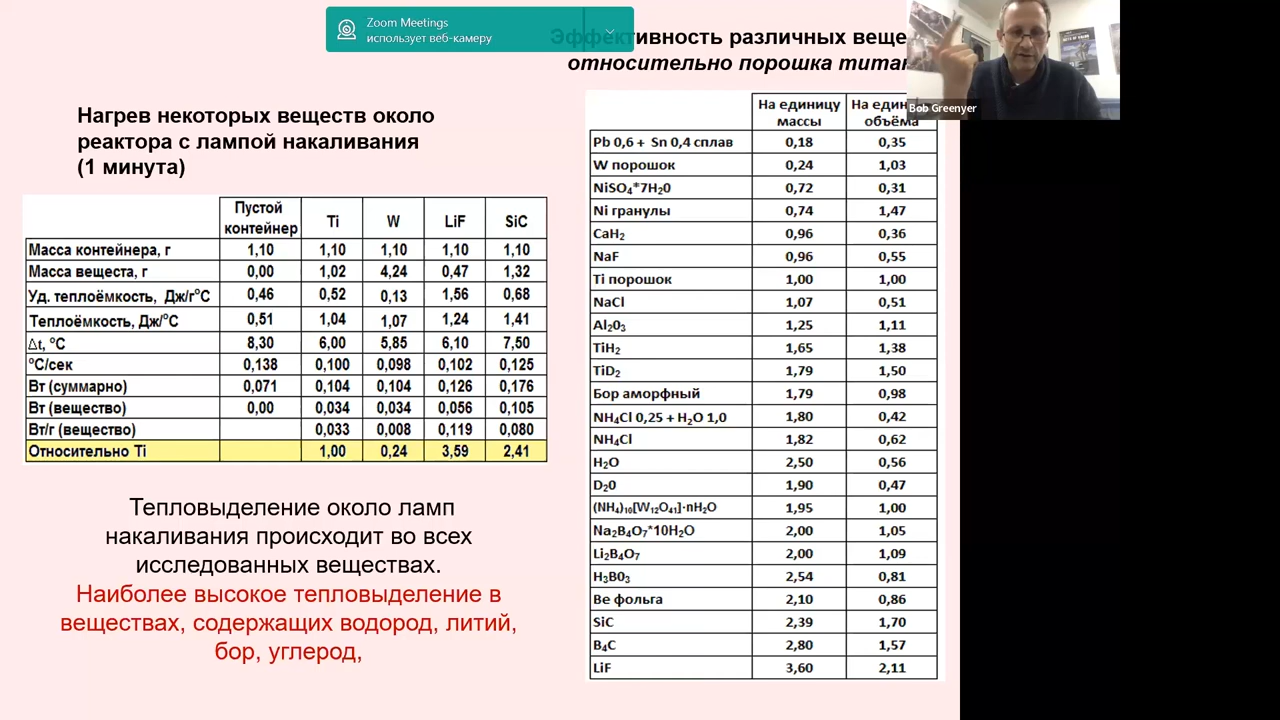 Zoom Meetings
использует веб-камеру
Эффективность различных
относительно порошка
Bob Greenyer
Нагрев некоторых веществ около
реактора с лампой накаливания
(1 минута)
Пустой контейнер Ti W LiF SiC
Масса контейнера, г 1,10 1,10 1,10 1,10 1,10
Масса вещеста, г 0,00 1,02 4,24 0,47 1,32
Уд. теплоёмкость, Дж/г°С 0,46 0,52 0,13 1,56 0,68
Теплоёмкость, Дж/°С 0,51 1,04 1,07 1,24 1,41
Δt, °С 8,30 6,00 5,85 6,10 7,50
°С/сек 0,138 0,100 0,098 0,102 0,125
Вт (суммарно) 0,071 0,104 0,104 0,126 0,176
Вт (вещество) 0,00 0,034 0,034 0,056 0,105
Вт/г (вещество) 0,033 0,008 0,119 0,080
Относительно Ti 1,00 0,24 3,59 2,41
Тепловыделение около ламп
накаливания происходит во всех
исследованных веществах.
Наиболее высокое тепловыделение в
веществах, содержащих водород, литий,
бор, углерод,
На единицу На
массы объёма
Pb 0,6 + Sn 0,4 сплав 0,18 0,35
W порошок 0,24 1,03
NiSO₄*7H₂0 0,72 0,31
Ni гранулы 0,74 1,47
CaH₂ 0,96 0,36
NaF 0,96 0,55
Ti порошок 1,00 1,00
NaCl 1,07 0,51
Al₂0₃ 1,25 1,11
TiH₂ 1,65 1,38
TiD₂ 1,79 1,50
Бор аморфный 1,79 0,98
NH₄Cl 0,25 + H₂O 1,0 1,80 0,42
NH₄Cl 1,82 0,62
H₂O 2,50 0,56
D₂0 1,90 0,47
(NH₄)₁₀[W₁₂O₄₁]·nH₂O 1,95 1,00
Na₂B₄O₇*10H₂O 2,00 1,05
Li₂B₄O₇ 2,00 1,09
H₃B0₃ 2,54 0,81
Be фольга 2,10 0,86
SiC 2,39 1,70
B₄C 2,80 1,57
LiF 3,60 2,11